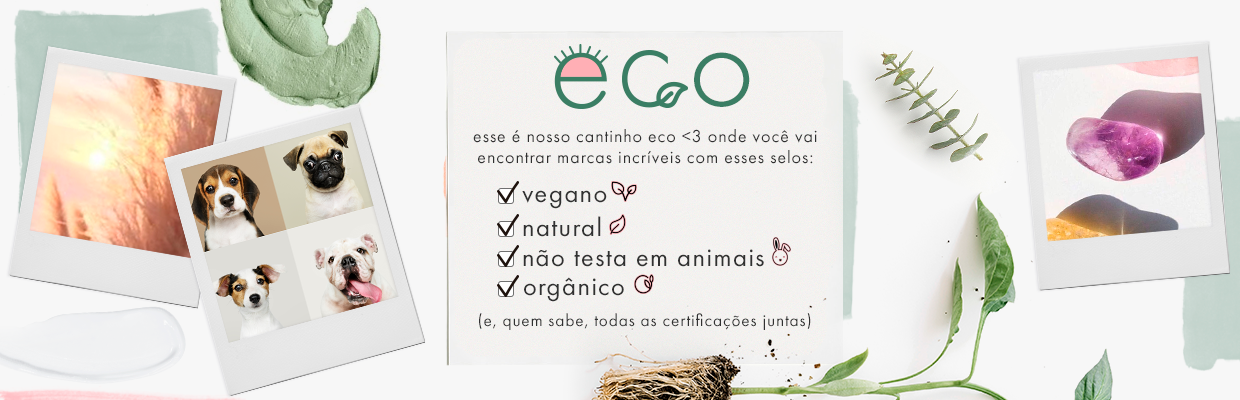 eco
esse é nosso cantinho eco <3 onde você vai
encontrar marcas incríveis com esses selos:
vegano
natural
não testa em animais
orgânico
(e, quem sabe, todas as certificações juntas)